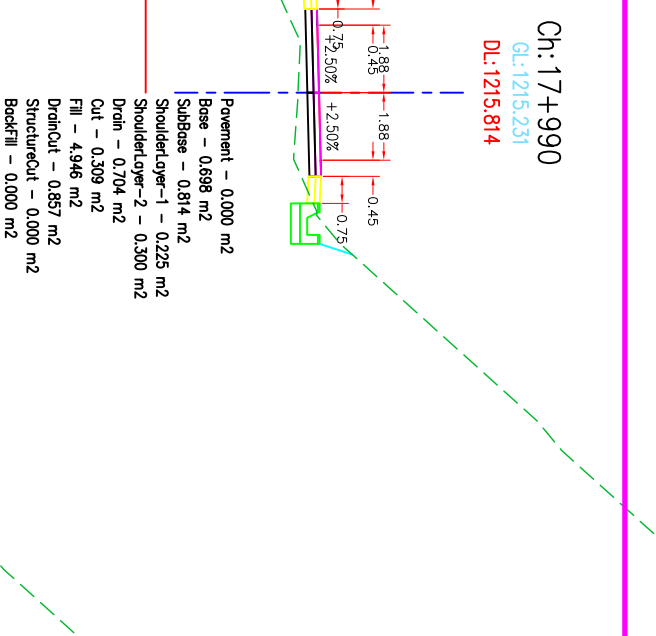 Ch:17+990
GL:1215.231
DL:1215.814
1.88
1.88
0.45
0.45
0.75
0.75
+2.50%
+2.50%
Pavement - 0.000 m2
Base - 0.698 m2
SubBase - 0.814 m2
ShoulderLayer-1 - 0.225 m2
ShoulderLayer-2 - 0.300 m2
Drain - 0.704 m2
Cut - 0.309 m2
Fill - 4.946 m2
DrainCut - 0.857 m2
StructureCut - 0.000 m2
BackFill - 0.000 m2